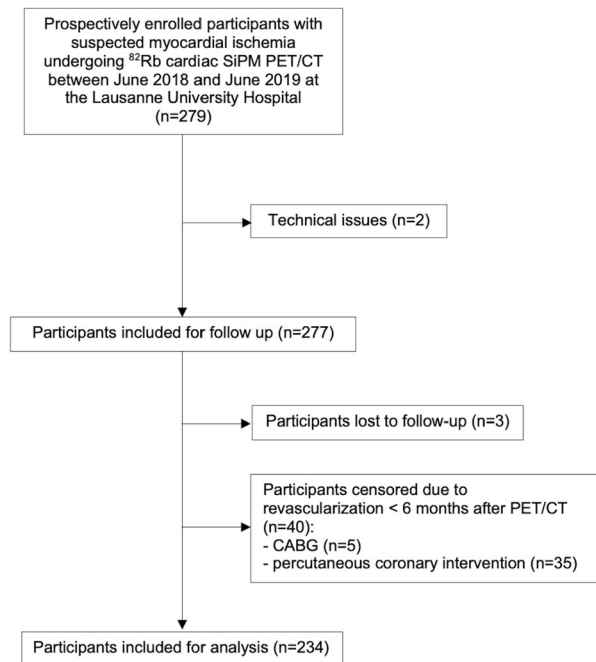 Prospectively enrolled participants with
suspected myocardial ischemia
undergoing ⁸²Rb cardiac SiPM PET/CT
between June 2018 and June 2019 at
the Lausanne University Hospital
(n=279)
Technical issues (n=2)
Participants included for follow up (n=277)
Participants lost to follow-up (n=3)
Participants censored due to
revascularization < 6 months after PET/CT
(n=40):
- CABG (n=5)
- percutaneous coronary intervention (n=35)
Participants included for analysis (n=234)